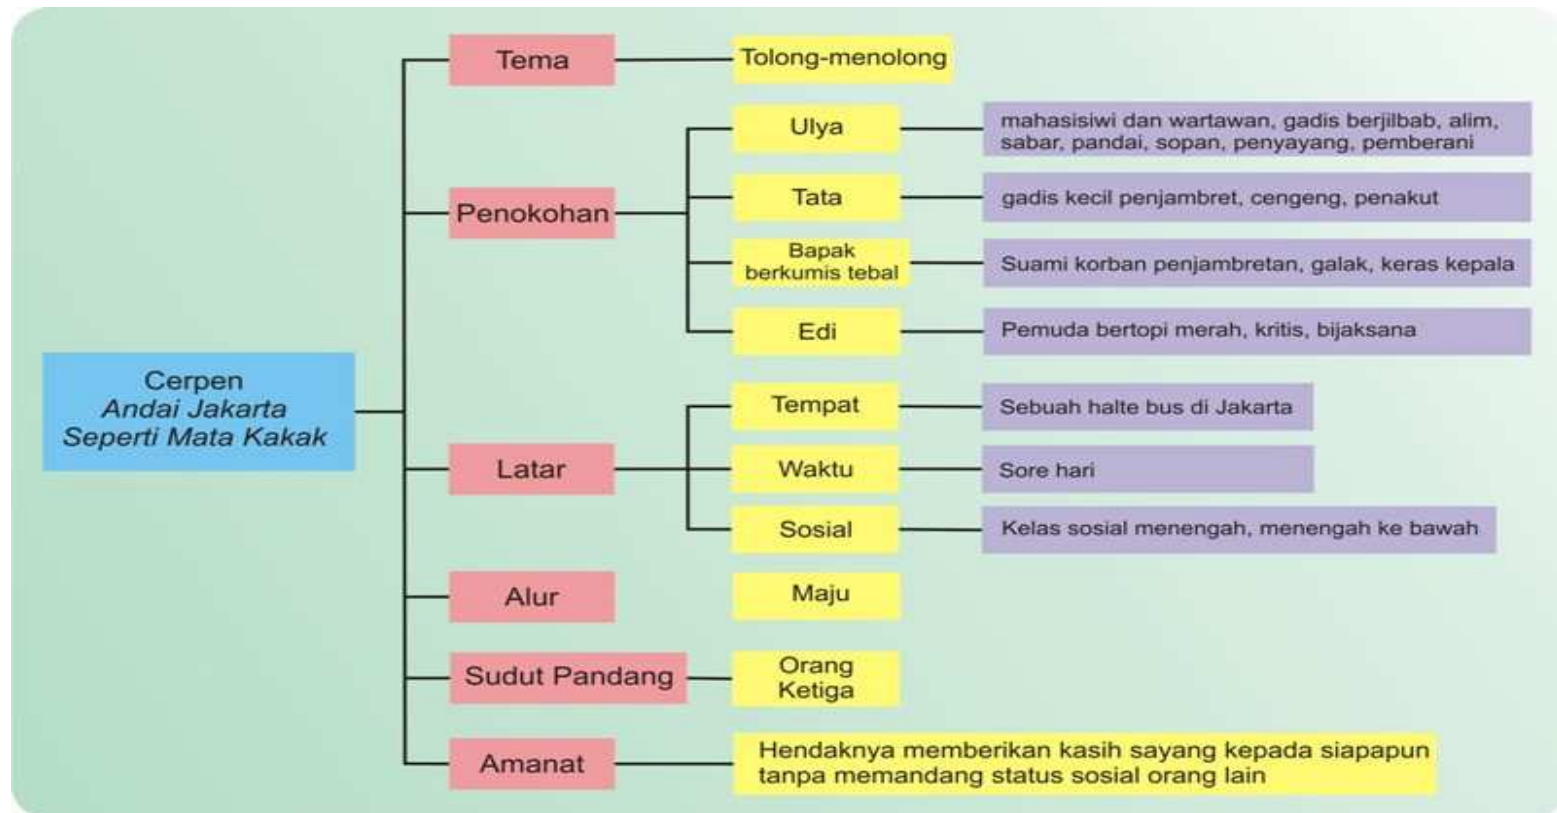 Cerpen
Andai Jakarta
Seperti Mata Kakak
Tema
Tolong-menolong
Penokohan
Ulya
mahasisiwi dan wartawan, gadis berjilbab, alim,
sabar, pandai, sopan, penyayang, pemberani
Tata
gadis kecil penjambret, cengeng, penakut
Bapak
berkumis tebal
Suami korban penjambretan, galak, keras kepala
Edi
Pemuda bertopi merah, kritis, bijaksana
Latar
Tempat
Sebuah halte bus di Jakarta
Waktu
Sore hari
Sosial
Kelas sosial menengah, menengah ke bawah
Alur
Maju
Sudut Pandang
Orang
Ketiga
Amanat
Hendaknya memberikan kasih sayang kepada siapapun
tanpa memandang status sosial orang lain